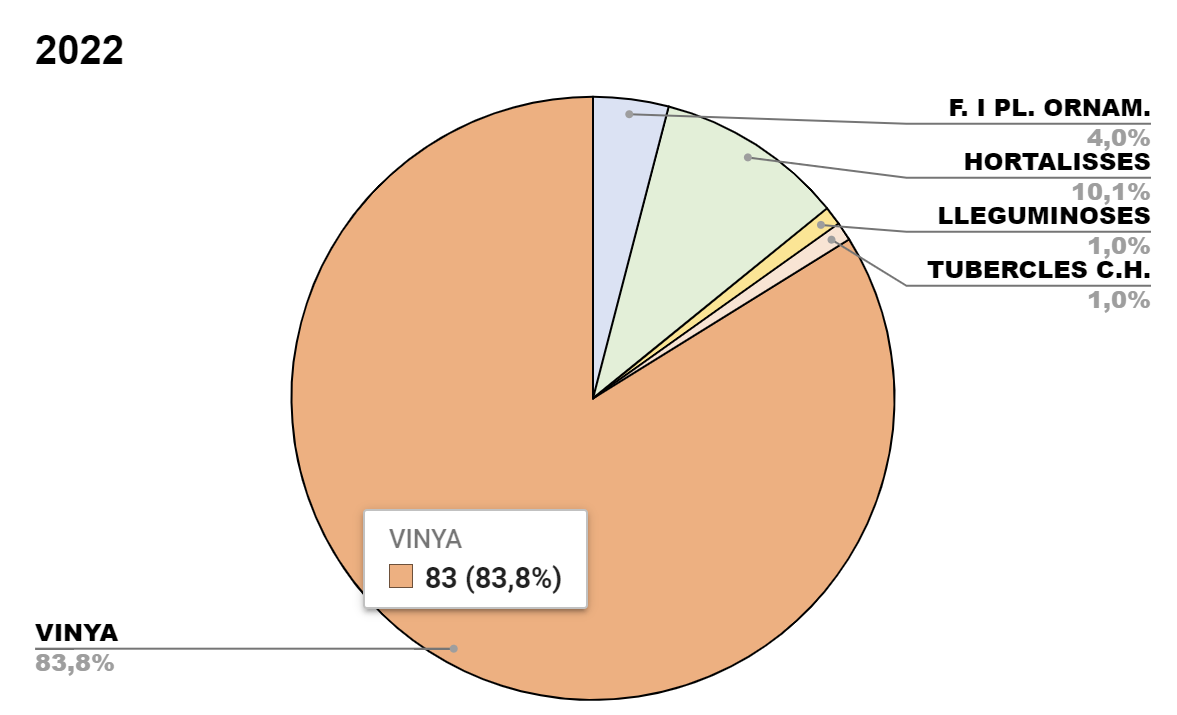 2022
F. I PL. ORNAM.
4,0%
HORTALISSES
10,1%
LLEGUMINOSES
1,0%
TUBERCLES C.H.
1,0%
VINYA
83 (83,8%)
VINYA
83,8%